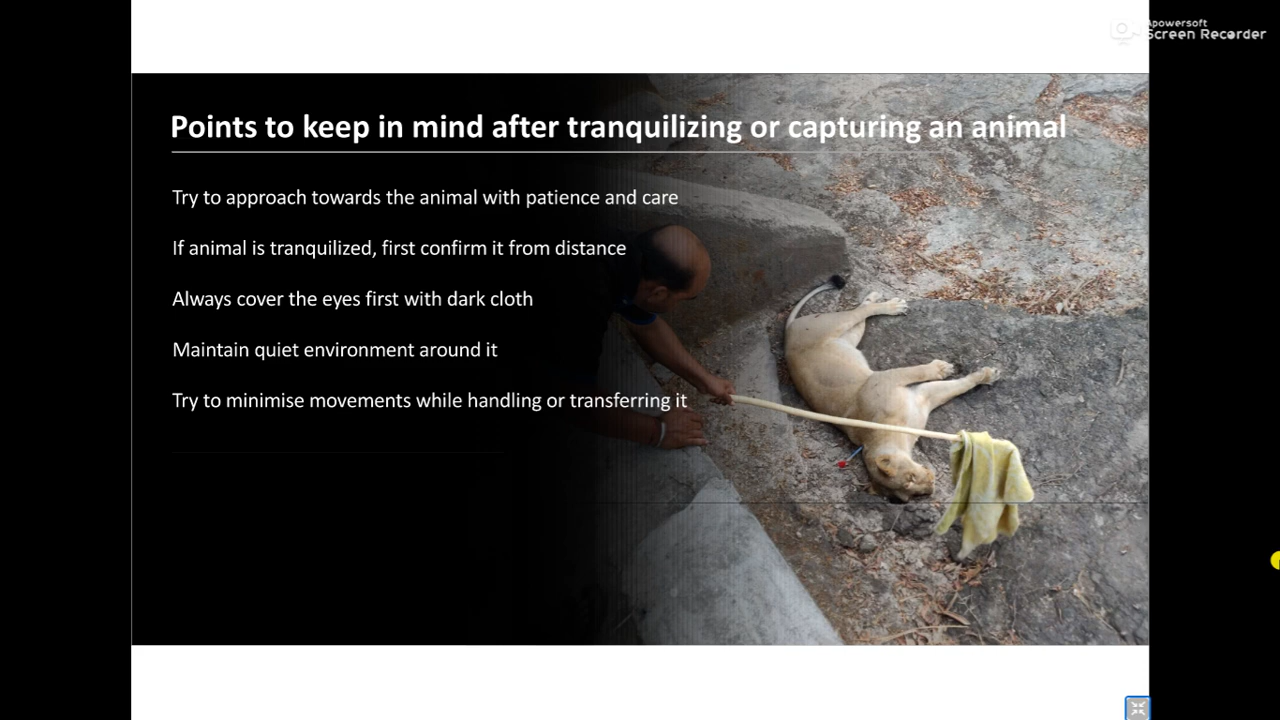 Apowersoft
Screen Recorder
Points to keep in mind after tranquilizing or capturing an animal
Try to approach towards the animal with patience and care
If animal is tranquilized, first confirm it from distance
Always cover the eyes first with dark cloth
Maintain quiet environment around it
Try to minimise movements while handling or transferring it